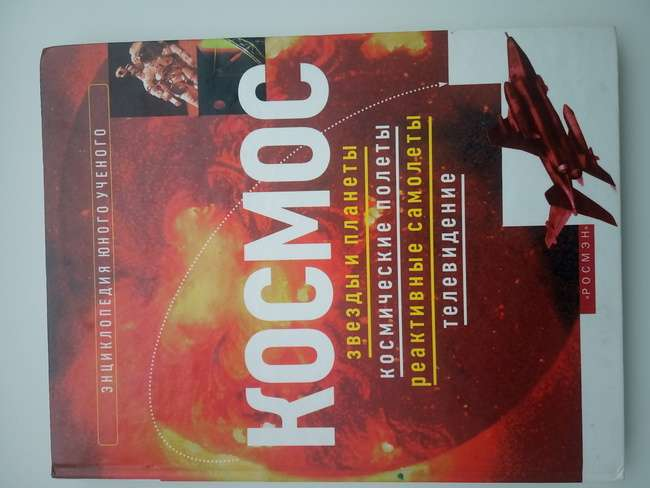 ЭНЦИКЛОПЕДИЯ ЮНОГО УЧЕНОГО
КОСМОС
звезды и планеты
космические полеты
реактивные самолеты
телевидение
«РОСМЭН»